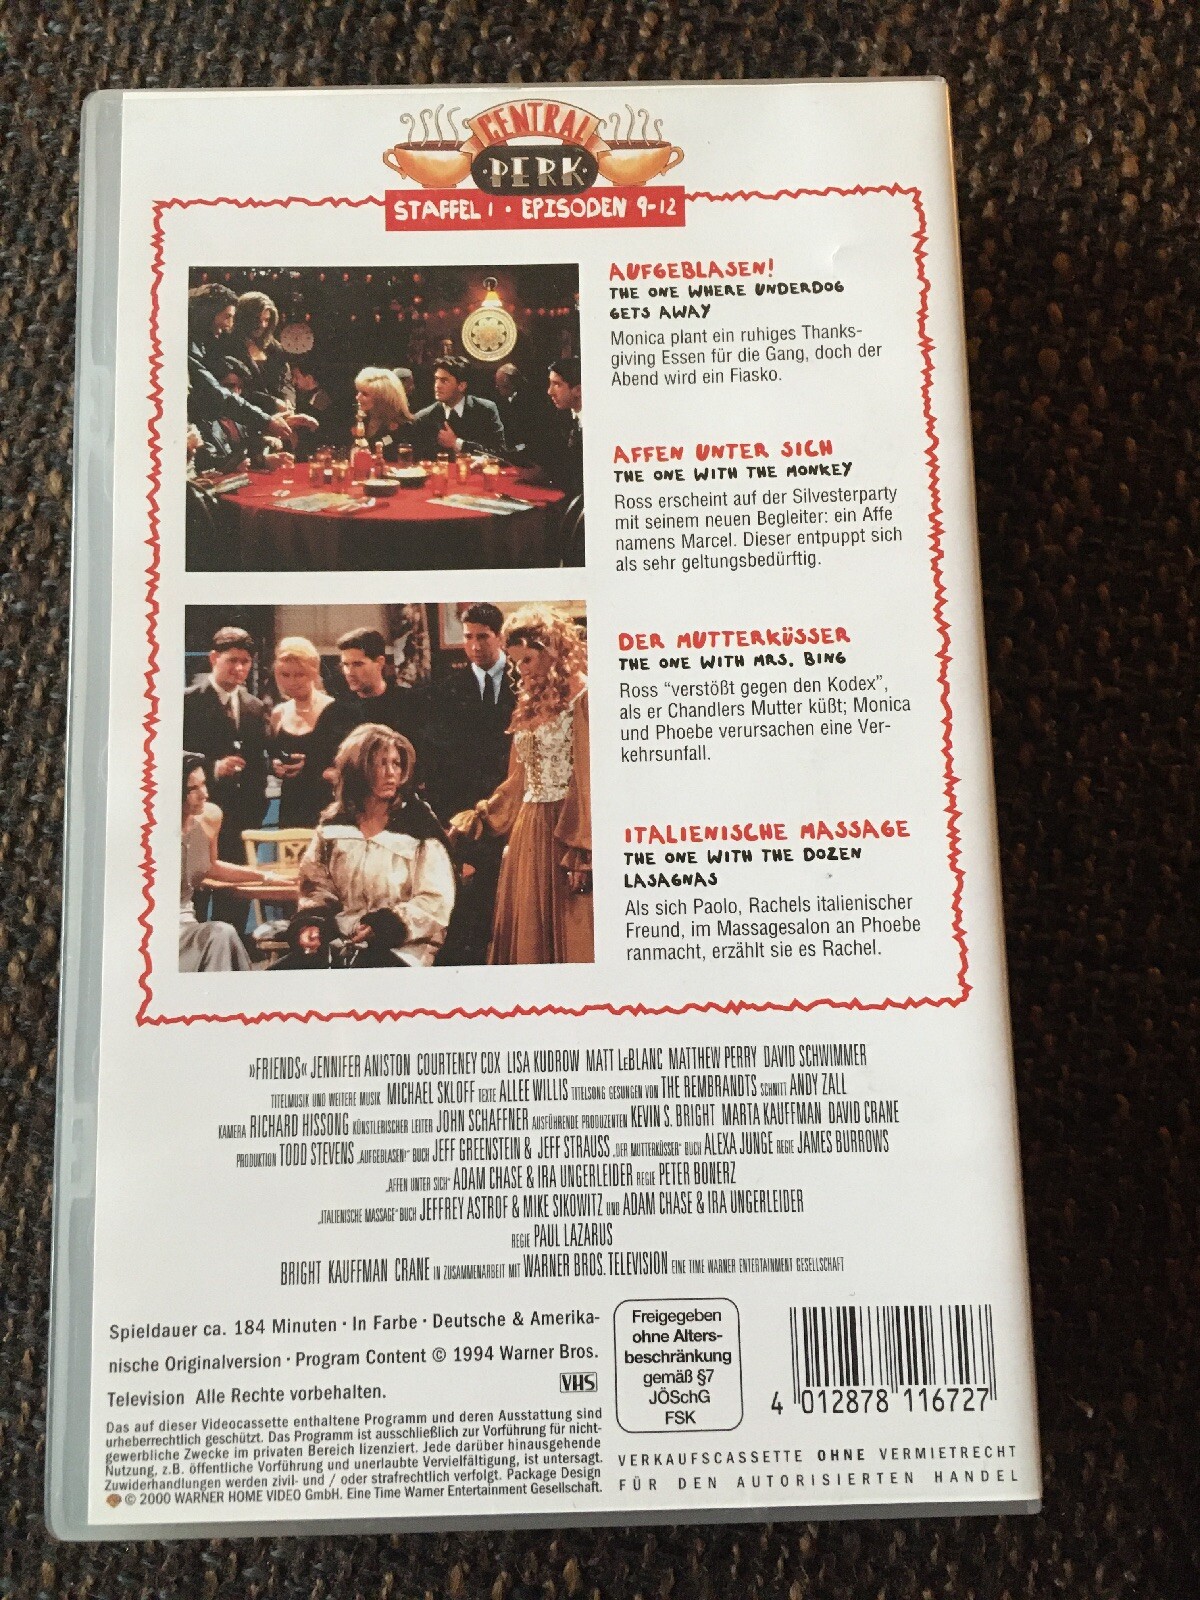 CENTRAL
·PERK·
STAFFEL 1 · EPISODEN 9-12
AUFGEBLASEN!
THE ONE WHERE UNDERDOG
GETS AWAY
Monica plant ein ruhiges Thanks-
giving Essen für die Gang, doch der
Abend wird ein Fiasko.
AFFEN UNTER SICH
THE ONE WITH THE MONKEY
Ross erscheint auf der Silvesterparty
mit seinem neuen Begleiter: ein Affe
namens Marcel. Dieser entpuppt sich
als sehr geltungsbedürftig.
DER MUTTERKÜSSER
THE ONE WITH MRS. BING
Ross "verstößt gegen den Kodex",
als er Chandlers Mutter küßt; Monica
und Phoebe verursachen eine Ver-
kehrsunfall.
ITALIENISCHE MASSAGE
THE ONE WITH THE DOZEN
LASAGNAS
Als sich Paolo, Rachels italienischer
Freund, im Massagesalon an Phoebe
ranmacht, erzählt sie es Rachel.
»FRIENDS« JENNIFER ANISTON COURTENEY COX LISA KUDROW MATT LeBLANC MATTHEW PERRY DAVID SCHWIMMER
TITELMUSIK UND WEITERE MUSIK MICHAEL SKLOFF TEXTE ALLEE WILLIS TITELSONG GESUNGEN VON THE REMBRANDTS SCHNITT ANDY ZALL
KAMERA RICHARD HISSONG KÜNSTLERISCHER LEITER JOHN SCHAFFNER AUSFÜHRENDE PRODUZENTEN KEVIN S. BRIGHT MARTA KAUFFMAN DAVID CRANE
PRODUKTION TODD STEVENS „AUFGEBLASEN!" BUCH JEFF GREENSTEIN & JEFF STRAUSS „DER MUTTERKÜSSER" BUCH ALEXA JUNGE REGIE JAMES BURROWS
„AFFEN UNTER SICH" ADAM CHASE & IRA UNGERLEIDER REGIE PETER BONERZ
„ITALIENISCHE MASSAGE" BUCH JEFFREY ASTROF & MIKE SIKOWITZ UND ADAM CHASE & IRA UNGERLEIDER
REGIE PAUL LAZARUS
BRIGHT KAUFFMAN CRANE IN ZUSAMMENARBEIT MIT WARNER BROS. TELEVISION EINE TIME WARNER ENTERTAINMENT GESELLSCHAFT
Spieldauer ca. 184 Minuten · In Farbe · Deutsche & Amerika-
nische Originalversion · Program Content © 1994 Warner Bros.
Television Alle Rechte vorbehalten.
VHS
Das auf dieser Videocassette enthaltene Programm und deren Ausstattung sind
urheberrechtlich geschützt. Das Programm ist ausschließlich zur Vorführung für nicht-
gewerbliche Zwecke im privaten Bereich lizenziert. Jede darüber hinausgehende
Nutzung, z.B. öffentliche Vorführung und unerlaubte Vervielfältigung, ist untersagt.
Zuwiderhandlungen werden zivil- und / oder strafrechtlich verfolgt. Package Design
© 2000 WARNER HOME VIDEO GmbH. Eine Time Warner Entertainment Gesellschaft.
Freigegeben
ohne Alters-
beschränkung
gemäß §7
JÖSchG
FSK
4 012878 116727
VERKAUFSCASSETTE OHNE VERMIETRECHT
FÜR DEN AUTORISIERTEN HANDEL